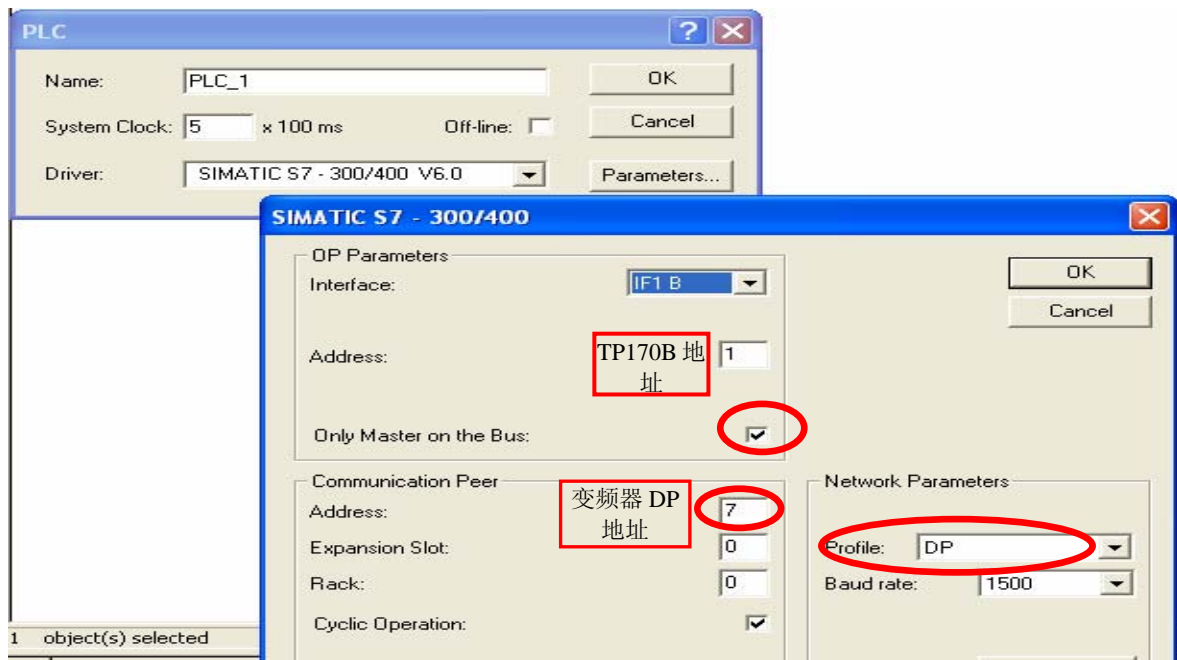 PLC
Name: PLC_1 OK
System Clock: 5 x 100 ms Off-line: Cancel
Driver: SIMATIC S7 - 300/400 V6.0 Parameters...
SIMATIC S7 - 300/400
OP Parameters
Interface: IF1 B
OK
Cancel
Address: TP170B 地
址
1
Only Master on the Bus:
Communication Peer
Address: 变频器 DP
地址
7
Expansion Slot: 0
Rack: 0
Cyclic Operation:
Network Parameters
Profile: DP
Baud rate: 1500
1 object(s) selected